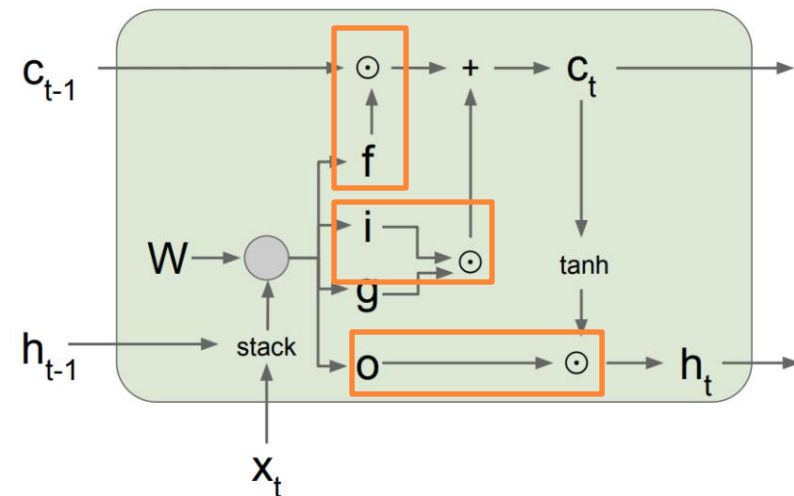 c_{t-1} ⊙ + c_t
f
i
W ⊙ tanh
g
h_{t-1} stack o ⊙ h_t
x_t